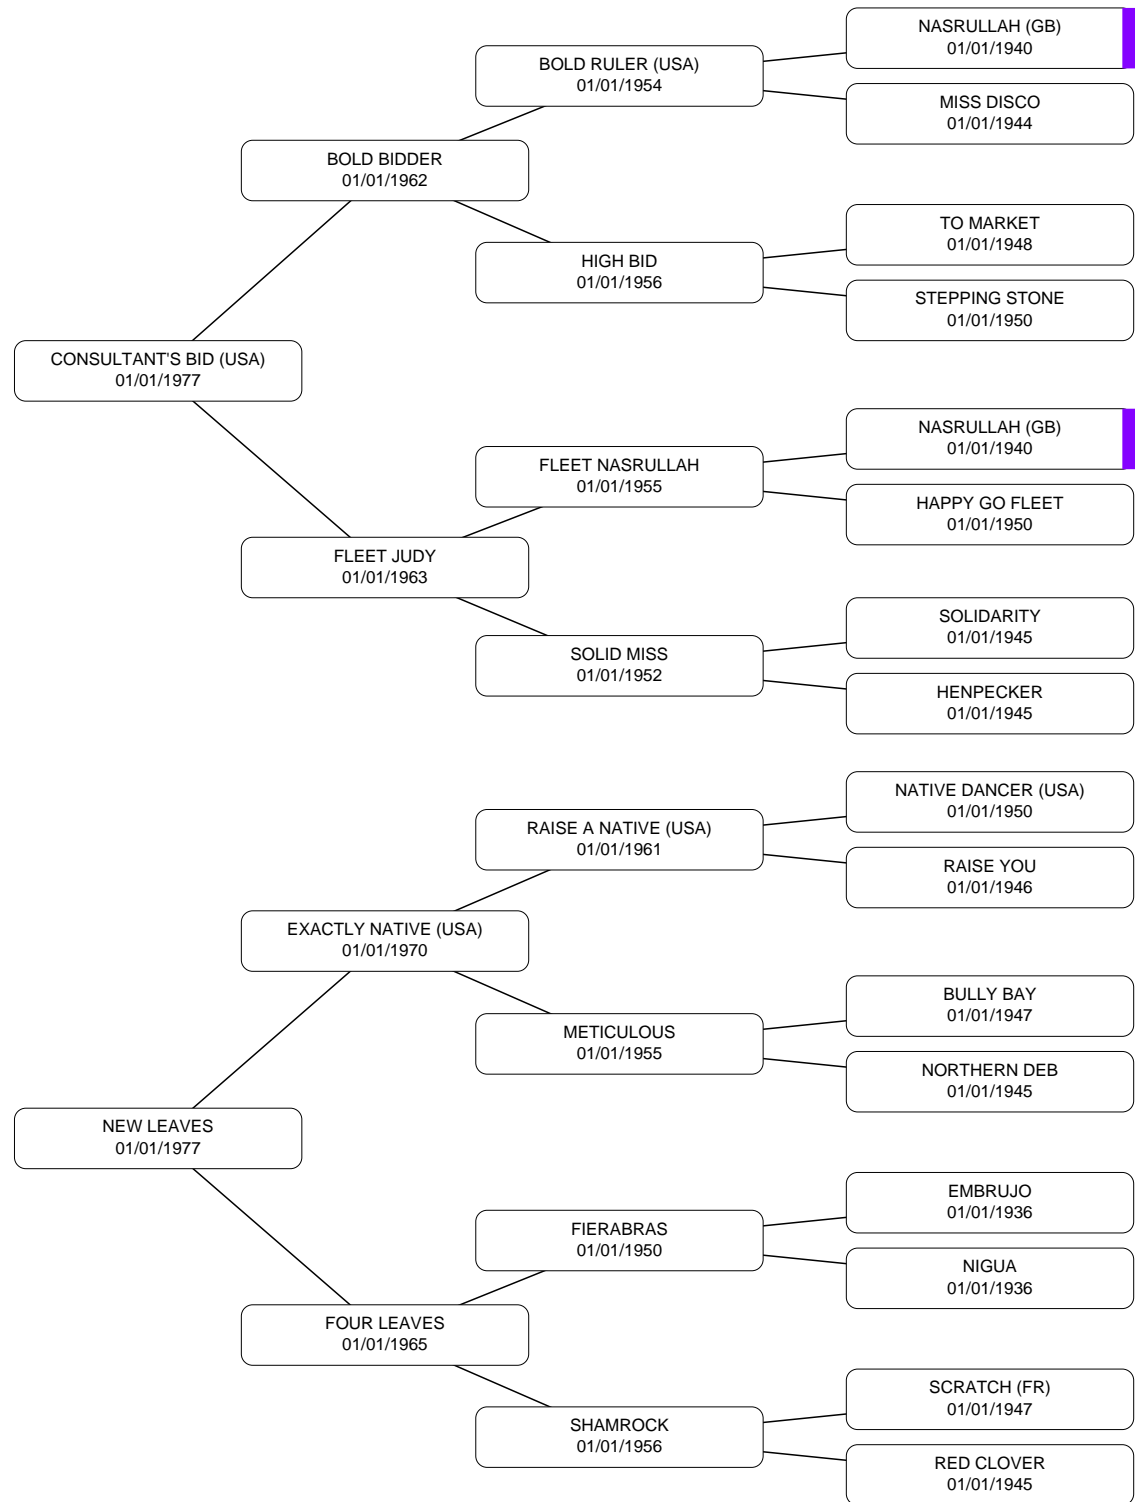 NASRULLAH (GB)
01/01/1940
BOLD RULER (USA)
01/01/1954
MISS DISCO
01/01/1944
BOLD BIDDER
01/01/1962
TO MARKET
01/01/1948
HIGH BID
01/01/1956
STEPPING STONE
01/01/1950
CONSULTANT'S BID (USA)
01/01/1977
NASRULLAH (GB)
01/01/1940
FLEET NASRULLAH
01/01/1955
HAPPY GO FLEET
01/01/1950
FLEET JUDY
01/01/1963
SOLIDARITY
01/01/1945
SOLID MISS
01/01/1952
HENPECKER
01/01/1945
NATIVE DANCER (USA)
01/01/1950
RAISE A NATIVE (USA)
01/01/1961
RAISE YOU
01/01/1946
EXACTLY NATIVE (USA)
01/01/1970
BULLY BAY
01/01/1947
METICULOUS
01/01/1955
NORTHERN DEB
01/01/1945
NEW LEAVES
01/01/1977
EMBRUJO
01/01/1936
FIERABRAS
01/01/1950
NIGUA
01/01/1936
FOUR LEAVES
01/01/1965
SCRATCH (FR)
01/01/1947
SHAMROCK
01/01/1956
RED CLOVER
01/01/1945